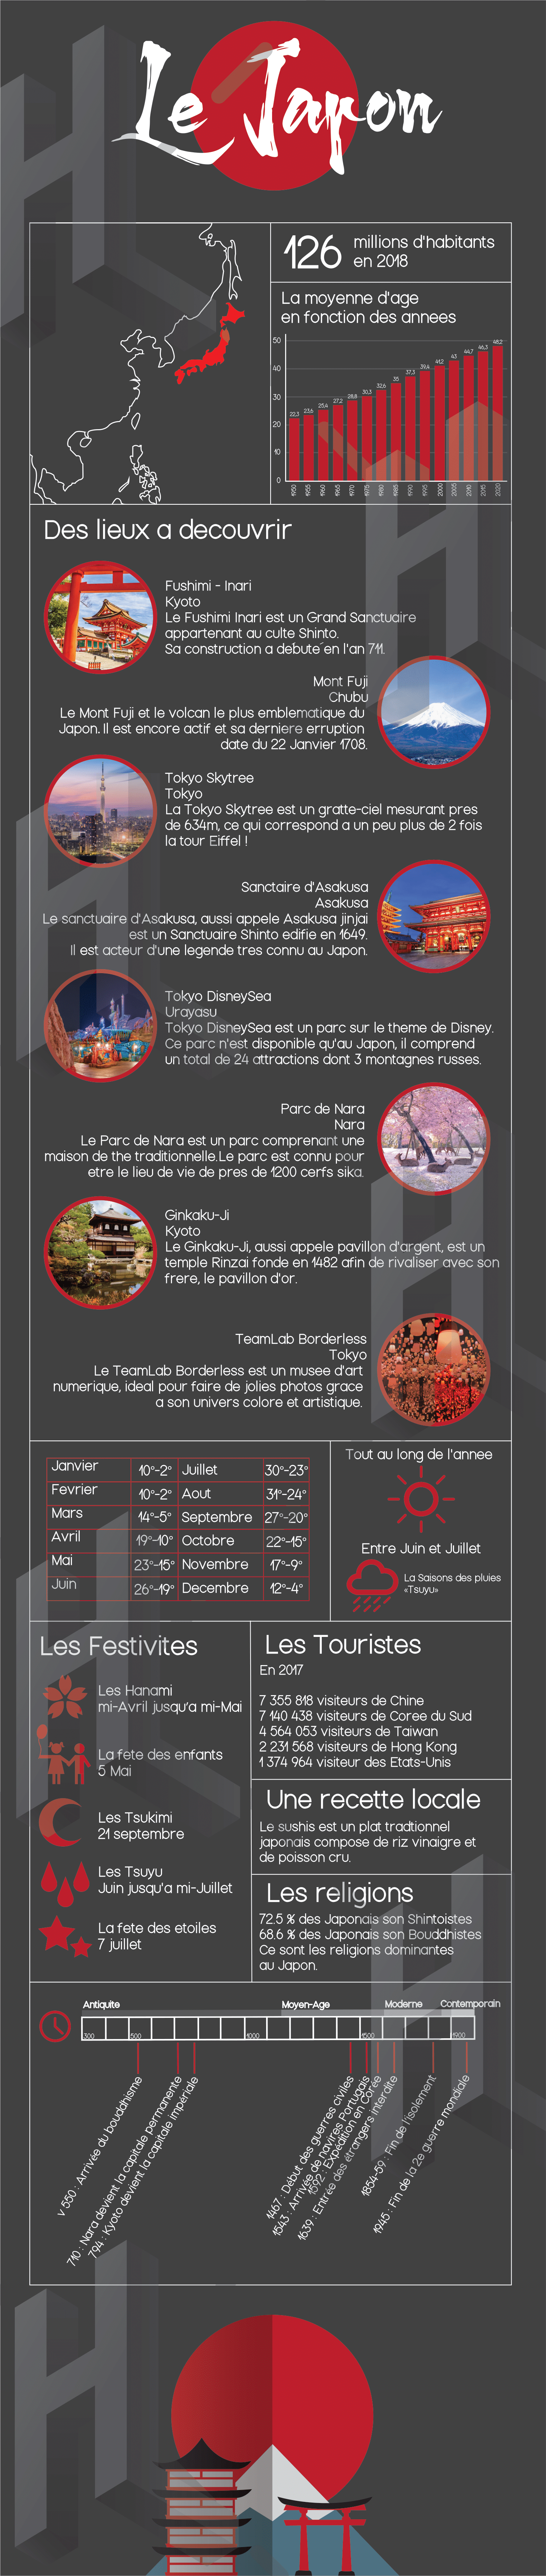 Le Japon
126 millions d'habitants
en 2018
La moyenne d'age
en fonction des annees
50
40
30
20
10
0
22,3 23,6 25,4 27,2 28,8 30,3 32,6 35 37,3 39,4 41,2 43 44,7 46,3 48,2
1950 1955 1960 1965 1970 1975 1980 1985 1990 1995 2000 2005 2010 2015 2020
Des lieux a decouvrir
Fushimi - Inari
Kyoto
Le Fushimi Inari est un Grand Sanctuaire
appartenant au culte Shinto.
Sa construction a debute´en l'an 711.
Mont Fuji
Chubu
Le Mont Fuji et le volcan le plus emblematique du
Japon. Il est encore actif et sa derniere erruption
date du 22 Janvier 1708.
Tokyo Skytree
Tokyo
La Tokyo Skytree est un gratte-ciel mesurant pres
de 634m, ce qui correspond a un peu plus de 2 fois
la tour Eiffel !
Sanctaire d'Asakusa
Asakusa
Le sanctuaire d'Asakusa, aussi appele Asakusa jinjai
est un Sanctuaire Shinto edifie en 1649.
Il est acteur d'une legende tres connu au Japon.
Tokyo DisneySea
Urayasu
Tokyo DisneySea est un parc sur le theme de Disney.
Ce parc n'est disponible qu'au Japon, il comprend
un total de 24 attractions dont 3 montagnes russes.
Parc de Nara
Nara
Le Parc de Nara est un parc comprenant une
maison de the traditionnelle.Le parc est connu pour
etre le lieu de vie de pres de 1200 cerfs sika.
Ginkaku-Ji
Kyoto
Le Ginkaku-Ji, aussi appele pavillon d'argent, est un
temple Rinzai fonde en 1482 afin de rivaliser avec son
frere, le pavillon d'or.
TeamLab Borderless
Tokyo
Le TeamLab Borderless est un musee d'art
numerique, ideal pour faire de jolies photos grace
a son univers colore et artistique.
Janvier 10°-2° Juillet 30°-23°
Fevrier 10°-2° Aout 31°-24°
Mars 14°-5° Septembre 27°-20°
Avril 19°-10° Octobre 22°-15°
Mai 23°-15° Novembre 17°-9°
Juin 26°-19° Decembre 12°-4°
Tout au long de l'annee
Entre Juin et Juillet
La Saisons des pluies
«Tsuyu»
Les Festivites
Les Hanami
mi-Avril jusqu'a mi-Mai
La fete des enfants
5 Mai
Les Tsukimi
21 septembre
Les Tsuyu
Juin jusqu'a mi-Juillet
La fete des etoiles
7 juillet
Les Touristes
En 2017
7 355 818 visiteurs de Chine
7 140 438 visiteurs de Coree du Sud
4 564 053 visiteurs de Taiwan
2 231 568 visiteurs de Hong Kong
1 374 964 visiteur des Etats-Unis
Une recette locale
Le sushis est un plat tradtionnel
japonais compose de riz vinaigre et
de poisson cru.
Les religions
72.5 % des Japonais son Shintoistes
68.6 % des Japonais son Bouddhistes
Ce sont les religions dominantes
au Japon.
Antiquite Moyen-Age Moderne Contemporain
300 500 1000 1500 1900
v 550 : Arrivée du bouddhisme
710 : Nara devient la capitale permanente
794 : Kyoto devient la capitale impériale
1467 : Début des guerres civiles
1543 : Arrivée de navires Portugais
1592 : Expédition en Corée
1639 : Entrée des étrangers interdite
1854-59 : Fin de l'isolement
1945 : Fin de la 2e guerre mondiale